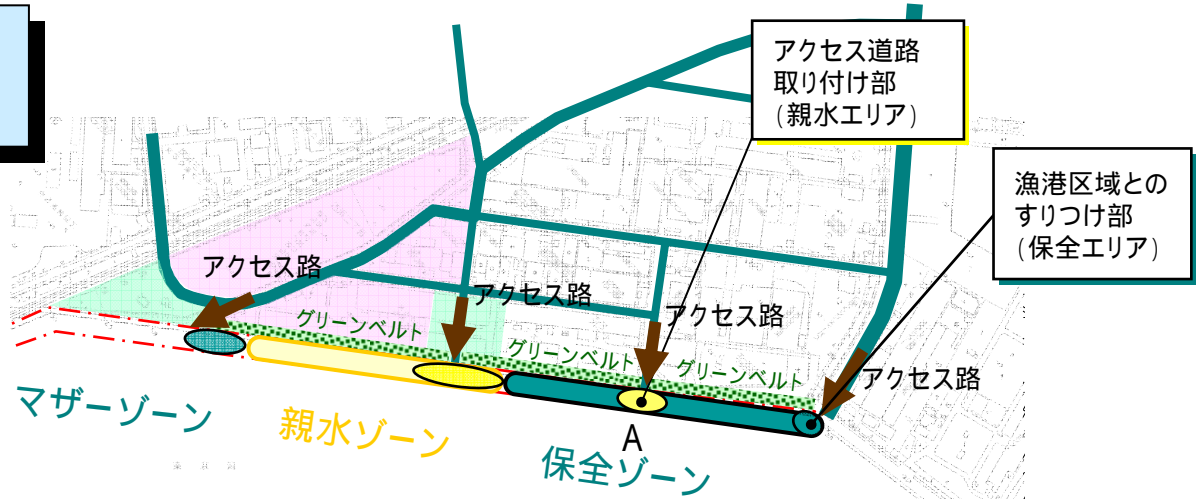 アクセス道路
取り付け部
(親水エリア)
漁港区域との
すりつけ部
(保全エリア)
アクセス路
アクセス路
アクセス路
アクセス路
グリーンベルト
グリーンベルト
グリーンベルト
マザーゾーン
親水ゾーン
保全ゾーン
A